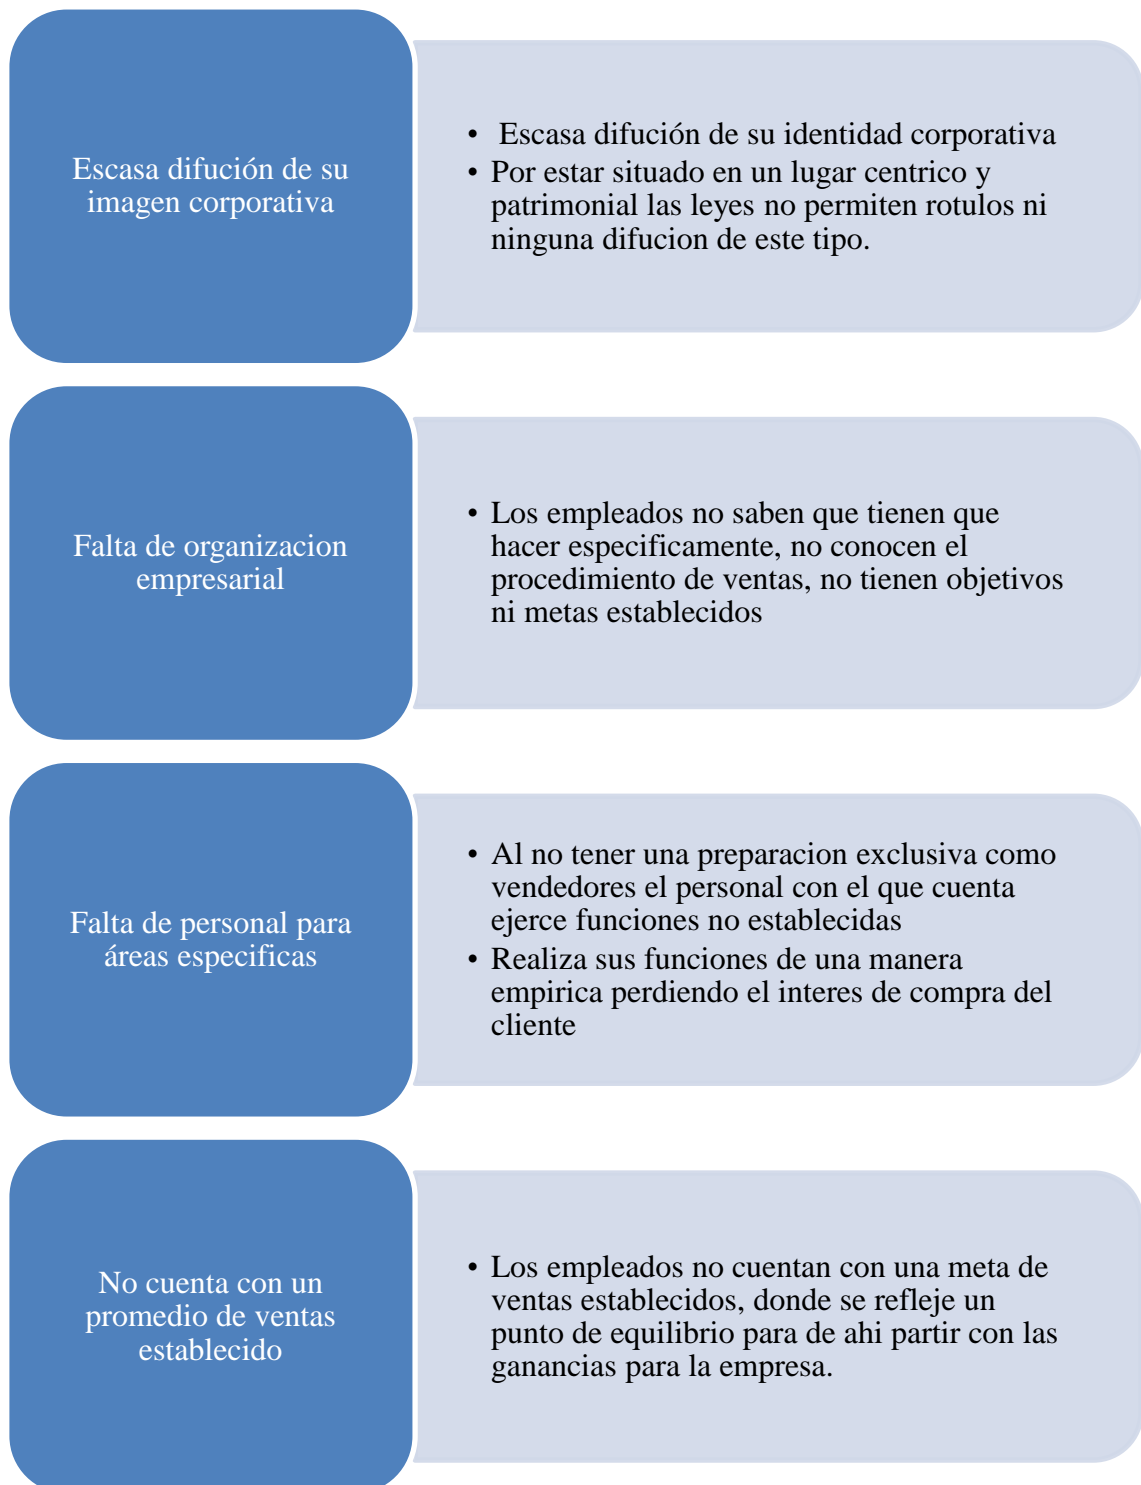 Escasa difución de su
imagen corporativa
• Escasa difución de su identidad corporativa
• Por estar situado en un lugar centrico y
patrimonial las leyes no permiten rotulos ni
ninguna difucion de este tipo.
Falta de organizacion
empresarial
• Los empleados no saben que tienen que
hacer especificamente, no conocen el
procedimiento de ventas, no tienen objetivos
ni metas establecidos
Falta de personal para
áreas especificas
• Al no tener una preparacion exclusiva como
vendedores el personal con el que cuenta
ejerce funciones no establecidas
• Realiza sus funciones de una manera
empirica perdiendo el interes de compra del
cliente
No cuenta con un
promedio de ventas
establecido
• Los empleados no cuentan con una meta de
ventas establecidos, donde se refleje un
punto de equilibrio para de ahi partir con las
ganancias para la empresa.